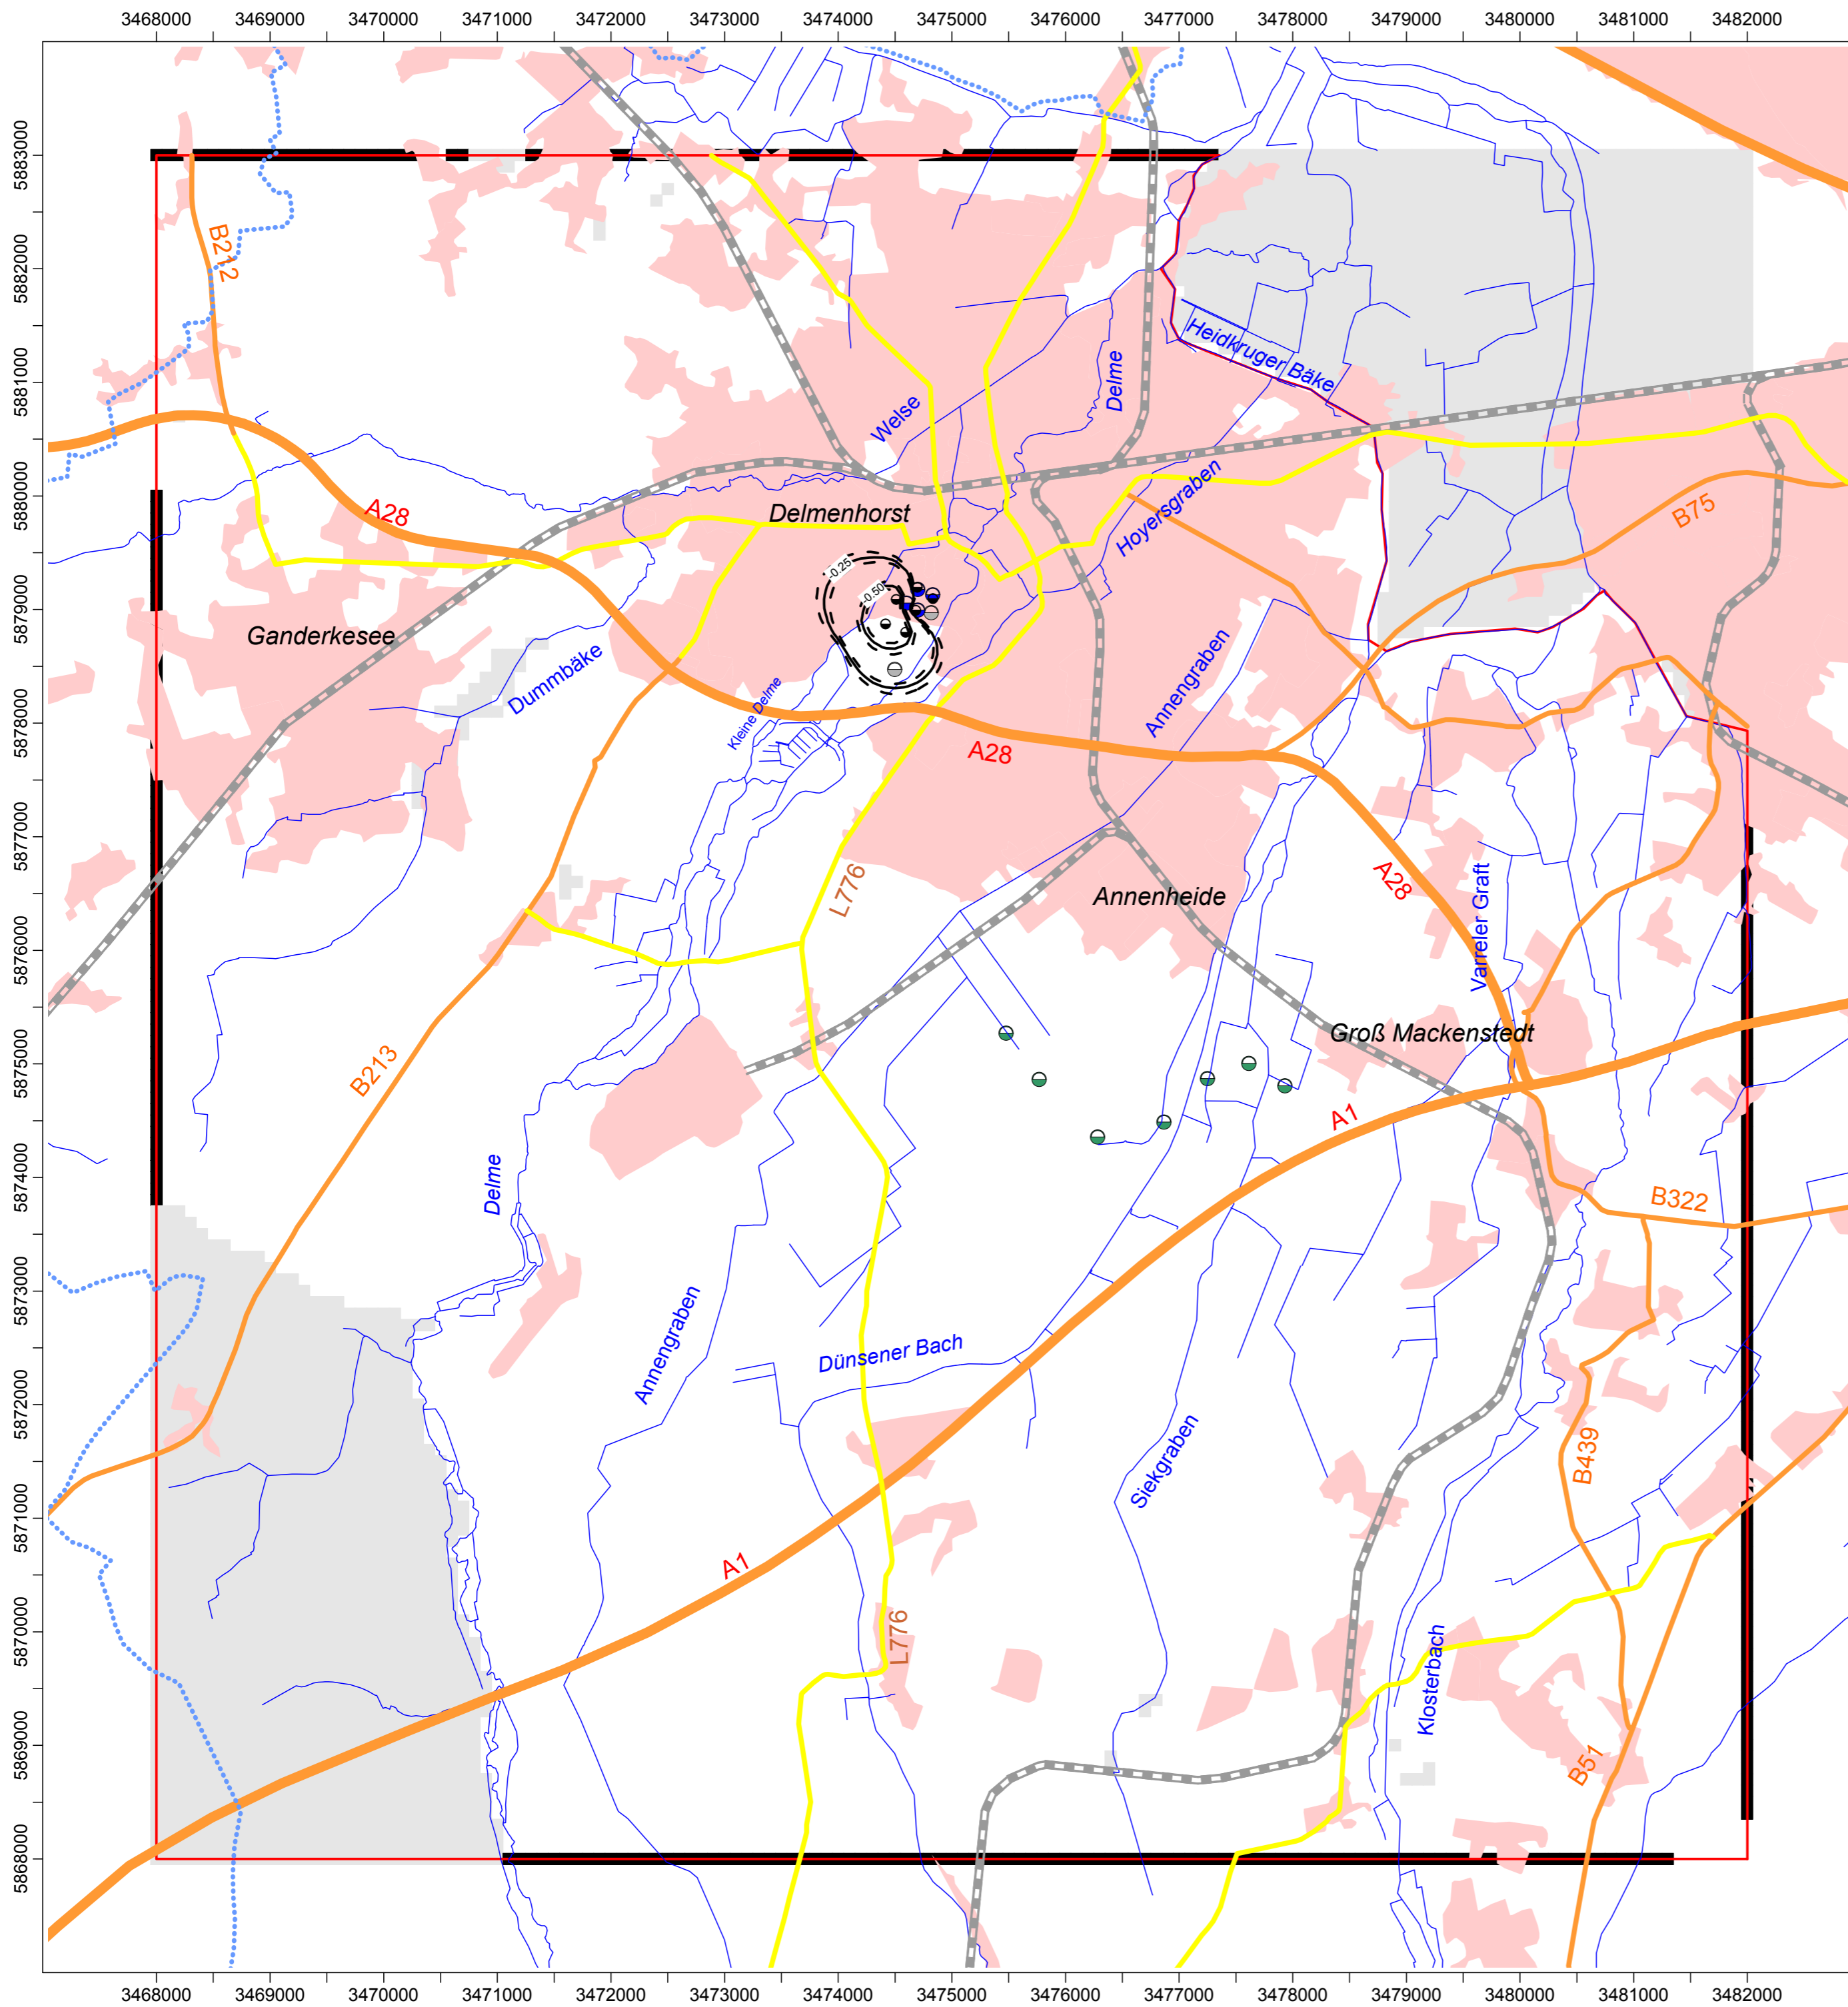 3468000 3469000 3470000 3471000 3472000 3473000 3474000 3475000 3476000 3477000 3478000 3479000 3480000 3481000 3482000
5883000
B212
5882000
Heidkruger Bäke
5881000
Delme
Welse
5880000
A28
Delmenhorst
Hoyersgraben
B75
-0.25
-0.50
5879000
Ganderkesee
Dummbäke
Annengraben
Kleine Delme
5878000
A28
5877000
L776
Annenheide
A28
Varreler Graft
5876000
Groß Mackenstedt
5875000
B213
A1
5874000
Delme
B322
5873000
Annengraben
Dünsener Bach
5872000
Siekgraben
B439
5871000
A1
5870000
L776
Klosterbach
5869000
B51
5868000
3468000 3469000 3470000 3471000 3472000 3473000 3474000 3475000 3476000 3477000 3478000 3479000 3480000 3481000 3482000